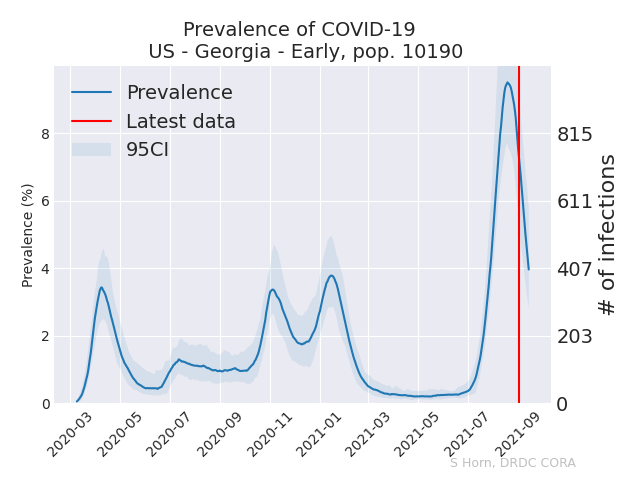 Prevalence of COVID-19
US - Georgia - Early, pop. 10190
Prevalence
Latest data
95CI
Prevalence (%)
8
6
4
2
0
815
611
407
203
0
# of infections
2020-03
2020-05
2020-07
2020-09
2020-11
2021-01
2021-03
2021-05
2021-07
2021-09
S Horn, DRDC CORA